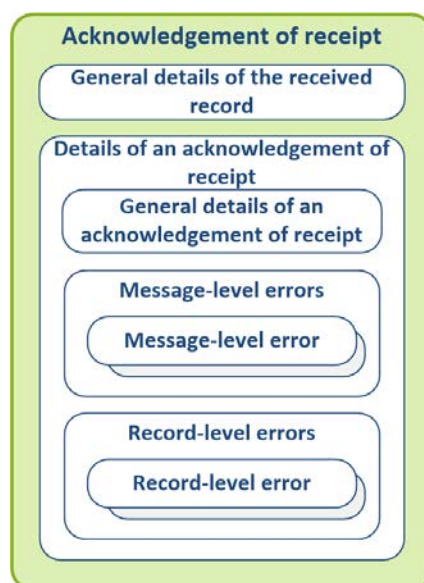 Acknowledgement of receipt
General details of the received
record
Details of an acknowledgement of
receipt
General details of an
acknowledgement of receipt
Message-level errors
Message-level error
Record-level errors
Record-level error